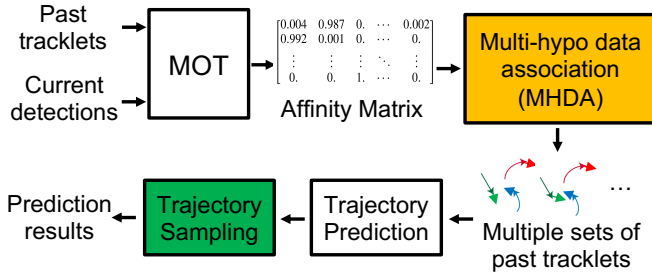 Past
tracklets
Current
detections
MOT
0.004 0.987 0. ⋯ 0.002
0.992 0.001 0. ⋯ 0.
⋮ ⋮ ⋮ ⋱ ⋮
0. 0. 1. ⋯ 0.
Affinity Matrix
Multi-hypo data
association
(MHDA)
...
Multiple sets of
past tracklets
Trajectory
Prediction
Trajectory
Sampling
Prediction
results